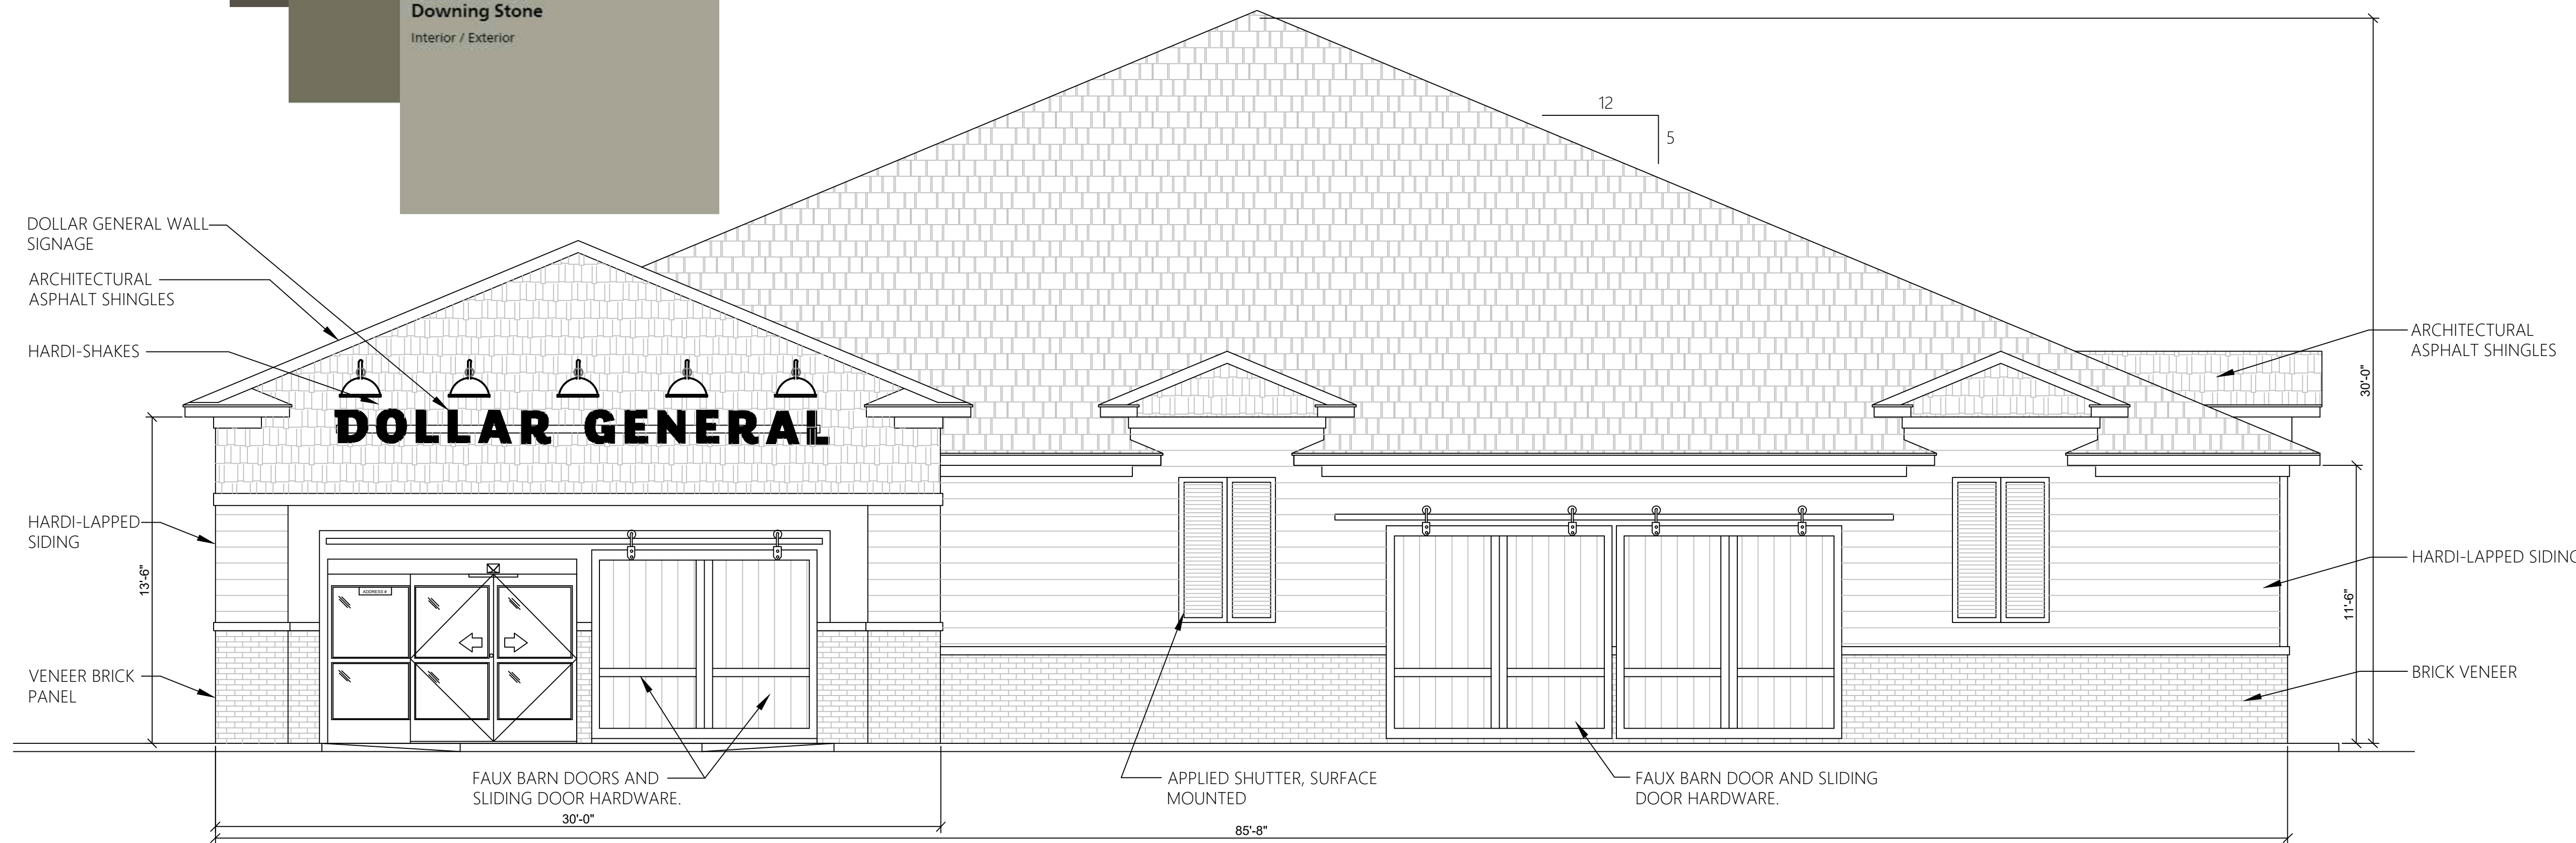 Downing Stone
Interior / Exterior
12
5
DOLLAR GENERAL WALL
SIGNAGE
ARCHITECTURAL
ASPHALT SHINGLES
HARDI-SHAKES
DOLLAR GENERAL
ARCHITECTURAL
ASPHALT SHINGLES
30'-0"
HARDI-LAPPED
SIDING
13'-6"
ADDRESS #
HARDI-LAPPED SIDING
11'-6"
VENEER BRICK
PANEL
BRICK VENEER
FAUX BARN DOORS AND
SLIDING DOOR HARDWARE.
APPLIED SHUTTER, SURFACE
MOUNTED
FAUX BARN DOOR AND SLIDING
DOOR HARDWARE.
30'-0"
85'-8"